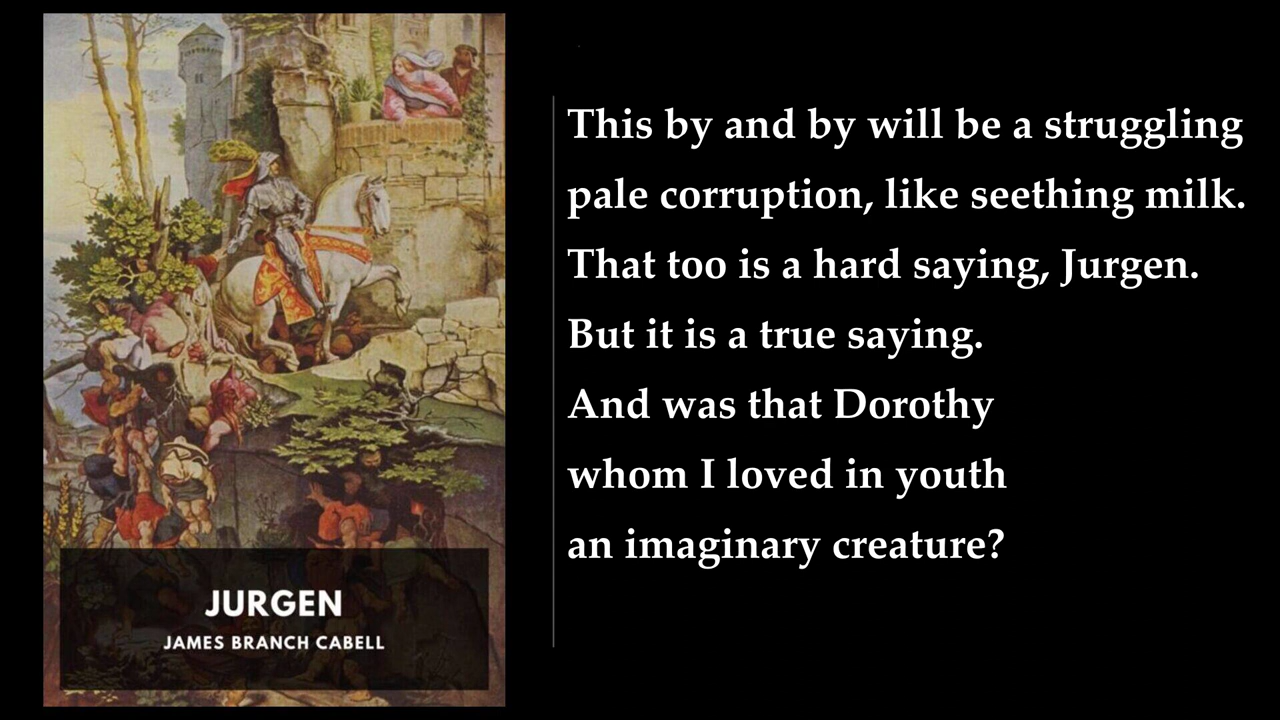 This by and by will be a struggling
pale corruption, like seething milk.
That too is a hard saying, Jurgen.
But it is a true saying.
And was that Dorothy
whom I loved in youth
an imaginary creature?
JURGEN
JAMES BRANCH CABELL